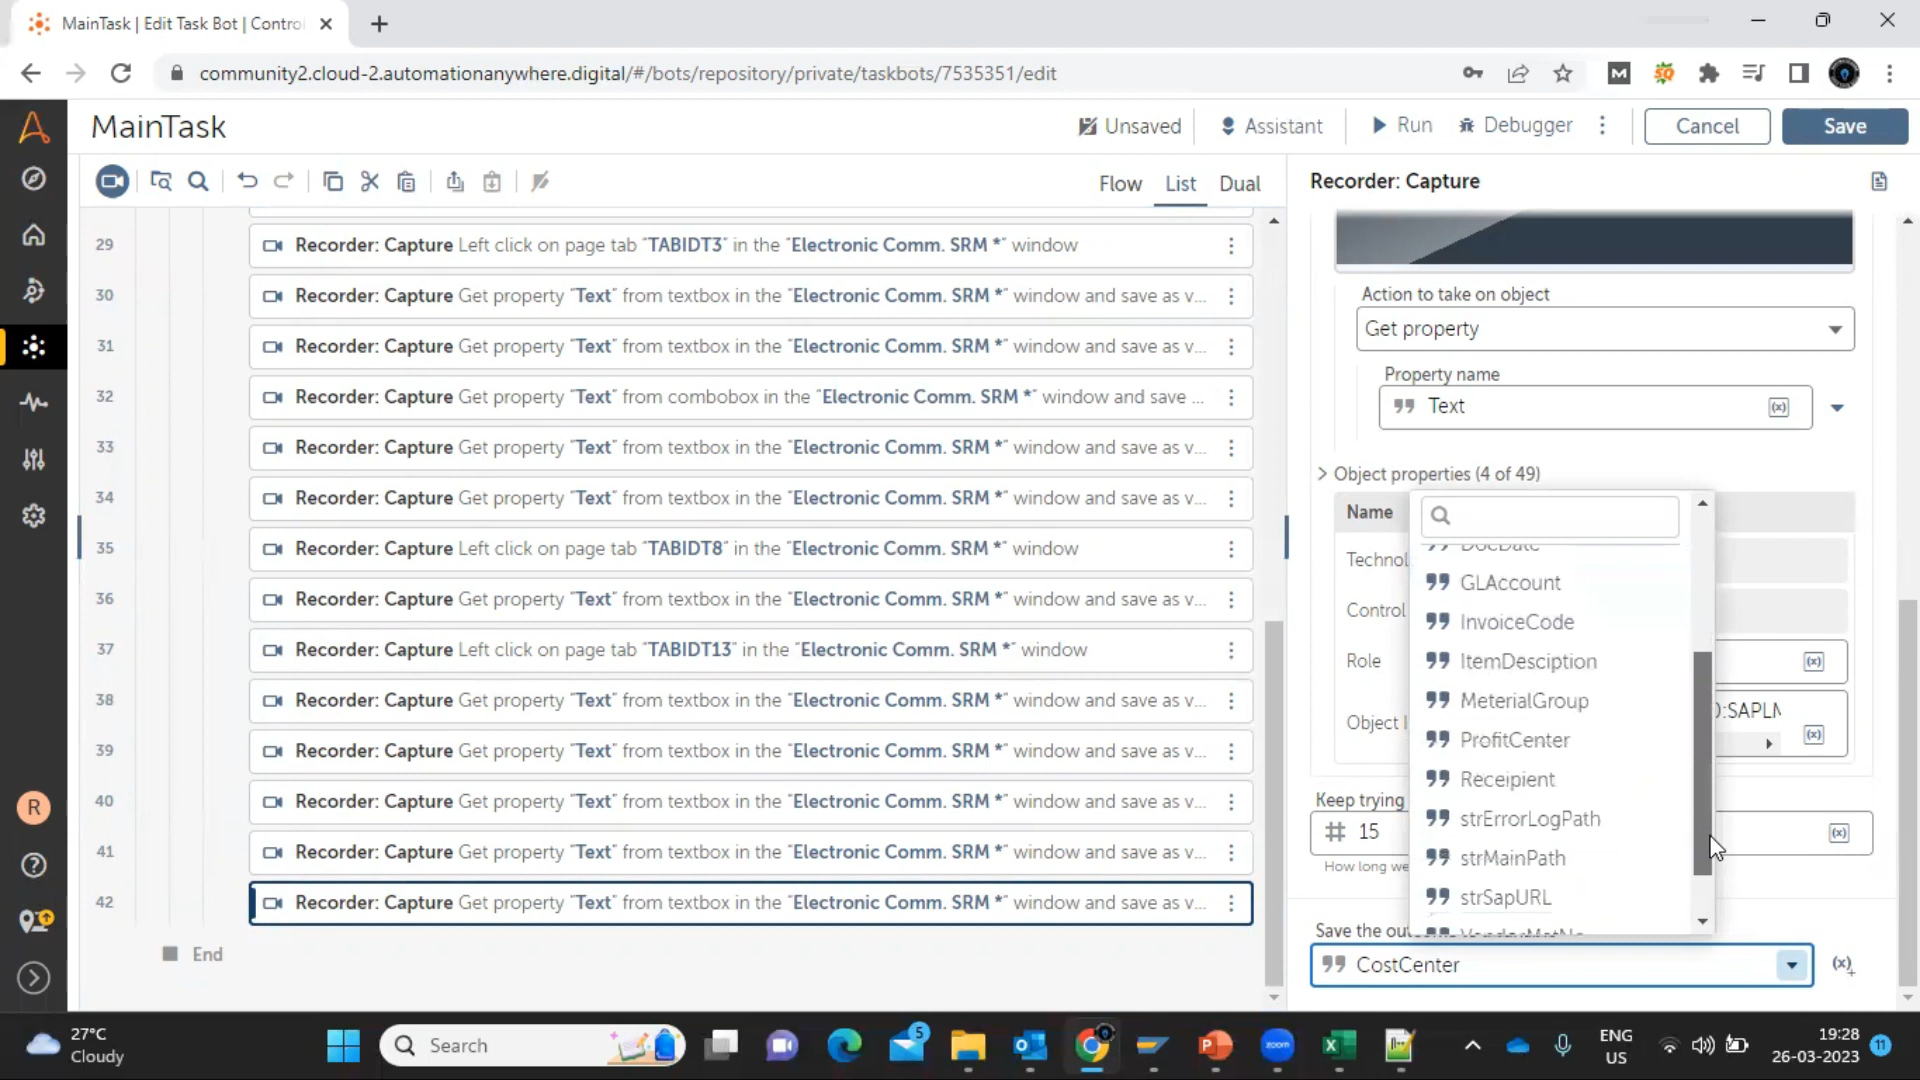 MainTask | Edit Task Bot | Contro
community2.cloud-2.automationanywhere.digital/#/bots/repository/private/taskbots/7535351/edit
MainTask
Unsaved
Assistant
Run
Debugger
Cancel
Save
Flow
List
Dual
Recorder: Capture
29 Recorder: Capture Left click on page tab "TABIDT3" in the "Electronic Comm. SRM *" window
30 Recorder: Capture Get property "Text" from textbox in the "Electronic Comm. SRM *" window and save as v...
31 Recorder: Capture Get property "Text" from textbox in the "Electronic Comm. SRM *" window and save as v...
32 Recorder: Capture Get property "Text" from combobox in the "Electronic Comm. SRM *" window and save ...
33 Recorder: Capture Get property "Text" from textbox in the "Electronic Comm. SRM *" window and save as v...
34 Recorder: Capture Get property "Text" from textbox in the "Electronic Comm. SRM *" window and save as v...
35 Recorder: Capture Left click on page tab "TABIDT8" in the "Electronic Comm. SRM *" window
36 Recorder: Capture Get property "Text" from textbox in the "Electronic Comm. SRM *" window and save as v...
37 Recorder: Capture Left click on page tab "TABIDT13" in the "Electronic Comm. SRM *" window
38 Recorder: Capture Get property "Text" from textbox in the "Electronic Comm. SRM *" window and save as v...
39 Recorder: Capture Get property "Text" from textbox in the "Electronic Comm. SRM *" window and save as v...
40 Recorder: Capture Get property "Text" from textbox in the "Electronic Comm. SRM *" window and save as v...
41 Recorder: Capture Get property "Text" from textbox in the "Electronic Comm. SRM *" window and save as v...
42 Recorder: Capture Get property "Text" from textbox in the "Electronic Comm. SRM *" window and save as v...
End
Action to take on object
Get property
Property name
Text
Object properties (4 of 49)
Name
Technol
Control
Role
Object I
:SAPLM
DocDate
GLAccount
InvoiceCode
ItemDesciption
MeterialGroup
ProfitCenter
Receipient
strErrorLogPath
strMainPath
strSapURL
Keep trying
15
How long we
Save the outcome
CostCenter
R
27°C
Cloudy
Search
5
zoom
ENG
US
19:28
26-03-2023
11